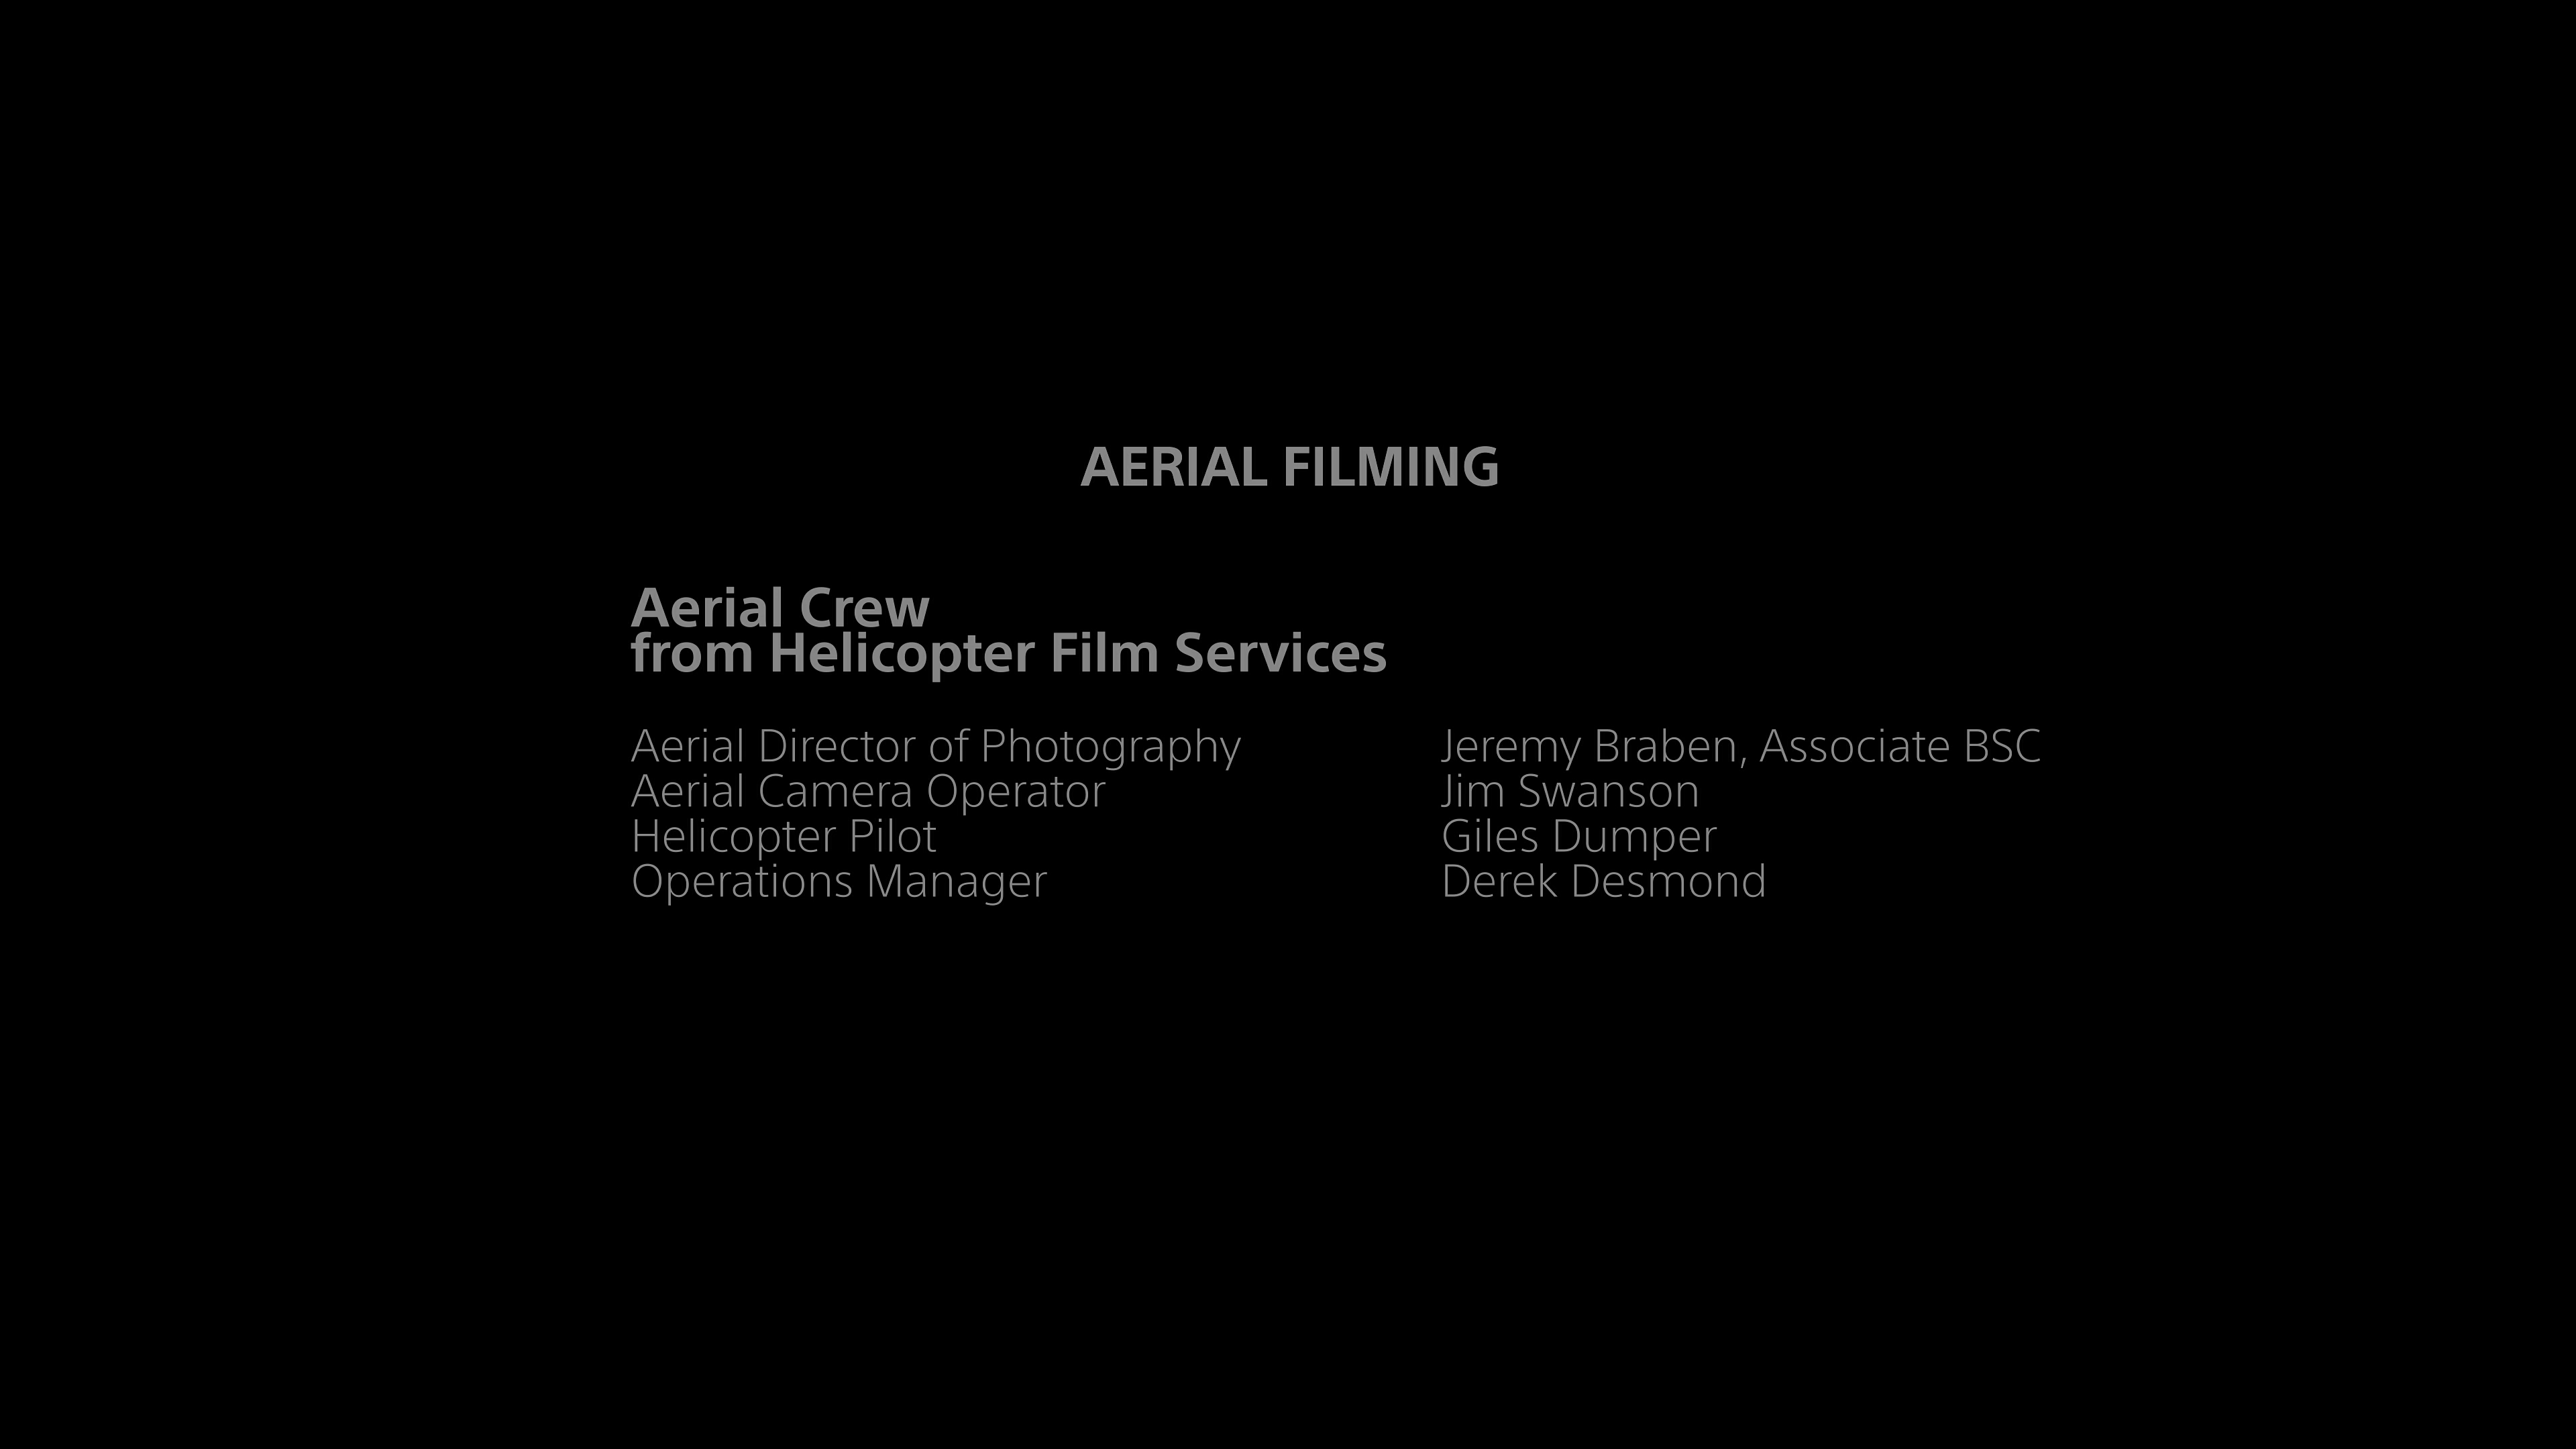 AERIAL FILMING
Aerial Crew
from Helicopter Film Services
Aerial Director of Photography Jeremy Braben, Associate BSC
Aerial Camera Operator Jim Swanson
Helicopter Pilot Giles Dumper
Operations Manager Derek Desmond